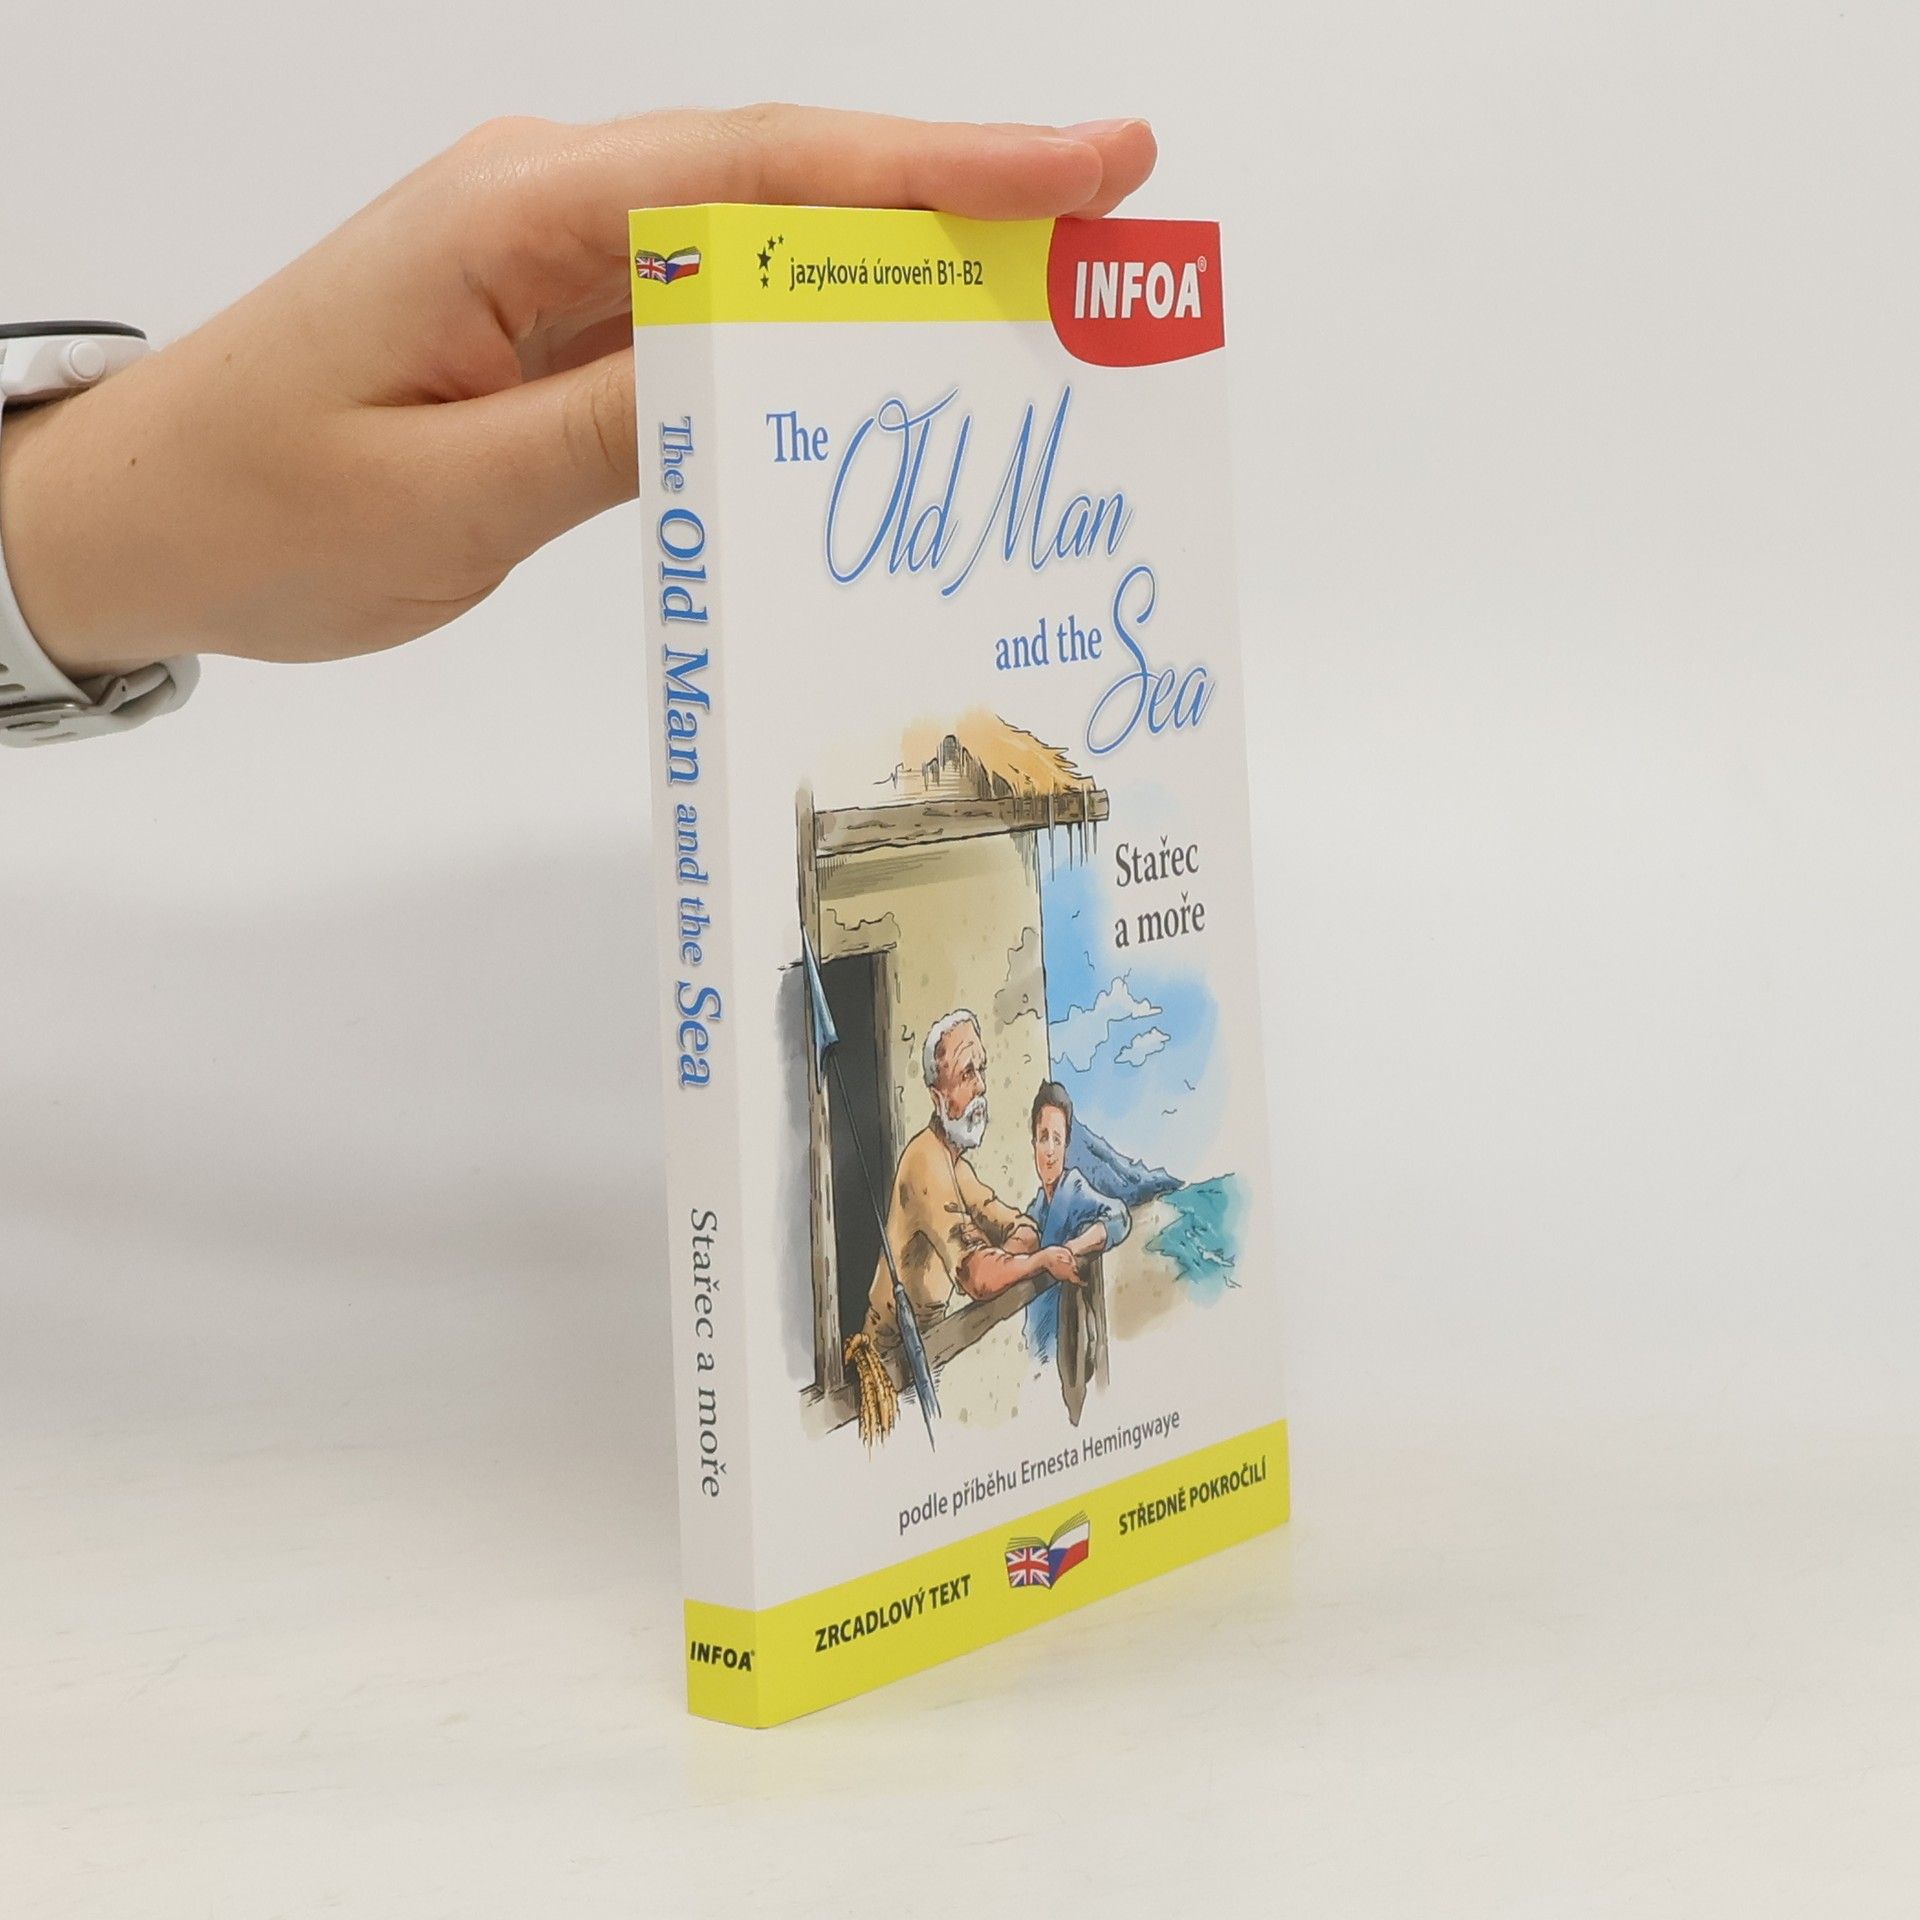 jazyková úroveň B1-B2
INFOA®
The Old Man
and the Sea
Stařec
a moře
podle příběhu Ernesta Hemingwaye
ZRCADLOVÝ TEXT
STŘEDNĚ POKROČILÍ
The Old Man and the Sea
Stařec a moře
INFOA®